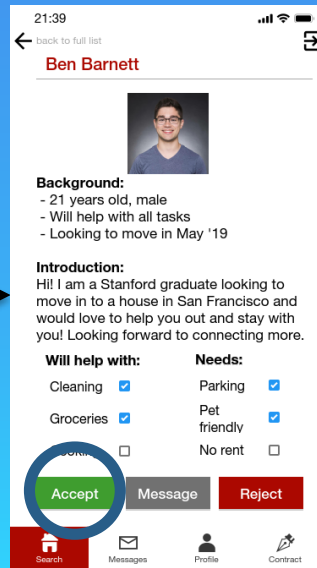 21:39
back to full list
Ben Barnett
Background:
- 21 years old, male
- Will help with all tasks
- Looking to move in May '19
Introduction:
Hi! I am a Stanford graduate looking to
move in to a house in San Francisco and
would love to help you out and stay with
you! Looking forward to connecting more.
Will help with: Needs:
Cleaning Parking
Groceries Pet
friendly
No rent
Accept Message Reject
Search Messages Profile Contract